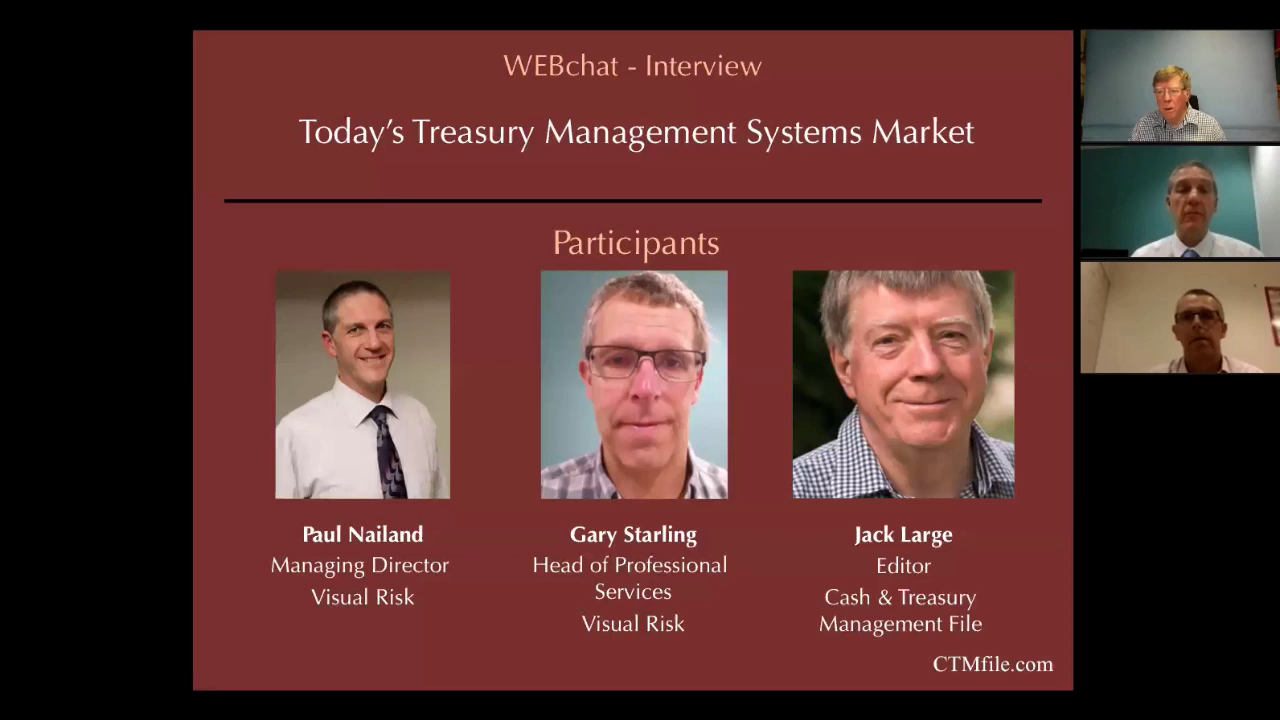 WEBchat - Interview
Today's Treasury Management Systems Market
Participants
Paul Nailand
Managing Director
Visual Risk
Gary Starling
Head of Professional
Services
Visual Risk
Jack Large
Editor
Cash & Treasury
Management File
CTMfile.com